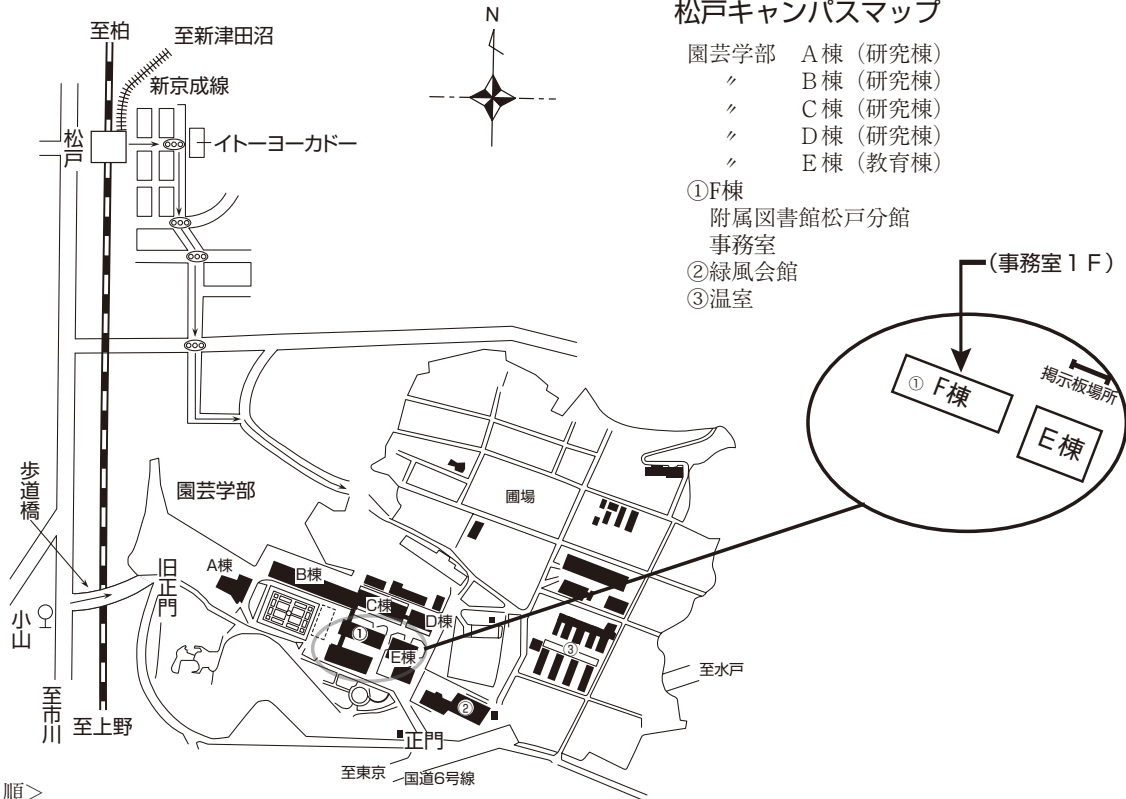 松戸キャンパスマップ
園芸学部 A棟（研究棟）
〃 B棟（研究棟）
〃 C棟（研究棟）
〃 D棟（研究棟）
〃 E棟（教育棟）
①F棟
附属図書館松戸分館
事務室
②緑風会館
③温室
N
至柏
至新津田沼
新京成線
松戸
イトーヨーカドー
（事務室１Ｆ）
① F棟
掲示板場所
E棟
歩道橋
園芸学部
圃場
旧正門
A棟
B棟
C棟
D棟
①
E棟
②
③
小山
至市川
至上野
正門
至水戸
至東京
国道6号線
順＞